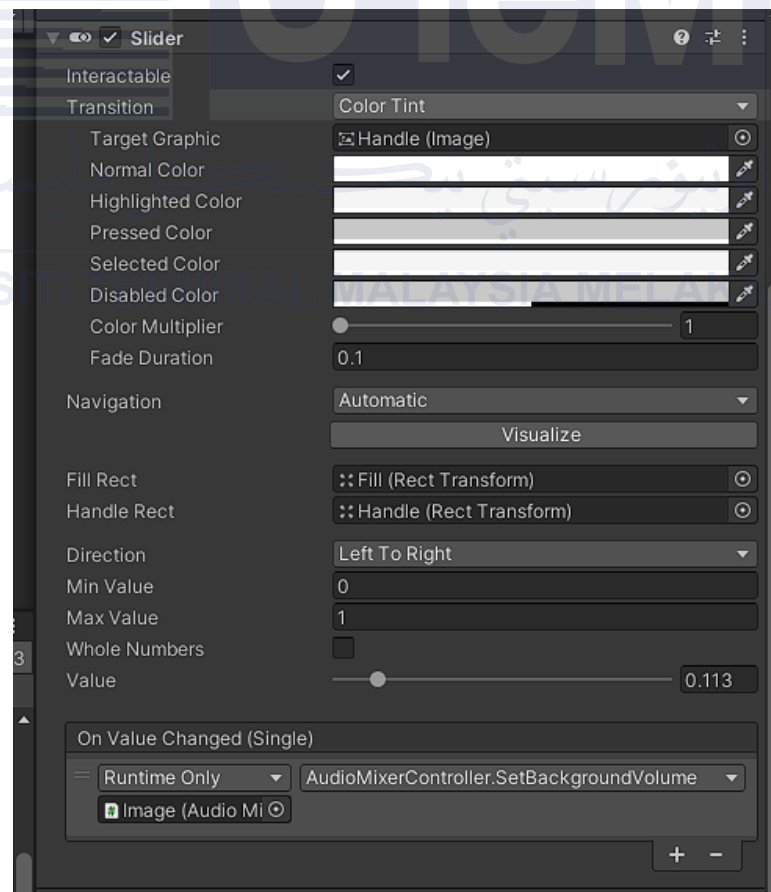 Slider
Interactable
Transition Color Tint
Target Graphic Handle (Image)
Normal Color
Highlighted Color
Pressed Color
Selected Color
Disabled Color
MALAYSIA
Color Multiplier 1
Fade Duration 0.1
Navigation Automatic
Visualize
Fill Rect Fill (Rect Transform)
Handle Rect Handle (Rect Transform)
Direction Left To Right
Min Value 0
Max Value 1
Whole Numbers
3
Value 0.113
On Value Changed (Single)
Runtime Only AudioMixerController.SetBackgroundVolume
Image (Audio Mi